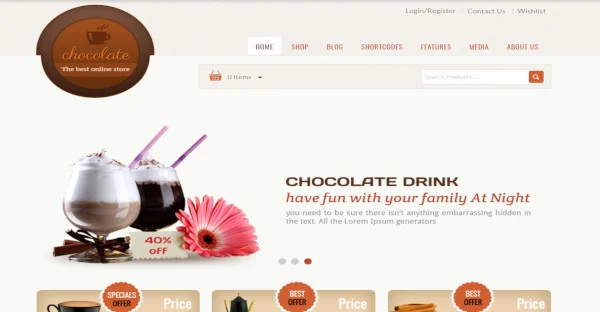 Login/Register
Contact Us
Wishlist
chocolate
The best online store
HOME
SHOP
BLOG
SHORTCODES
FEATURES
MEDIA
ABOUT US
0 Items
Search Products...
CHOCOLATE DRINK
have fun with your family At Night
you need to be sure there isn't anything embarrassing hidden in
the text. All the Lorem Ipsum generators
40%
off
SPECIALS
OFFER
Price
BEST
OFFER
Price
BEST
OFFER
Price